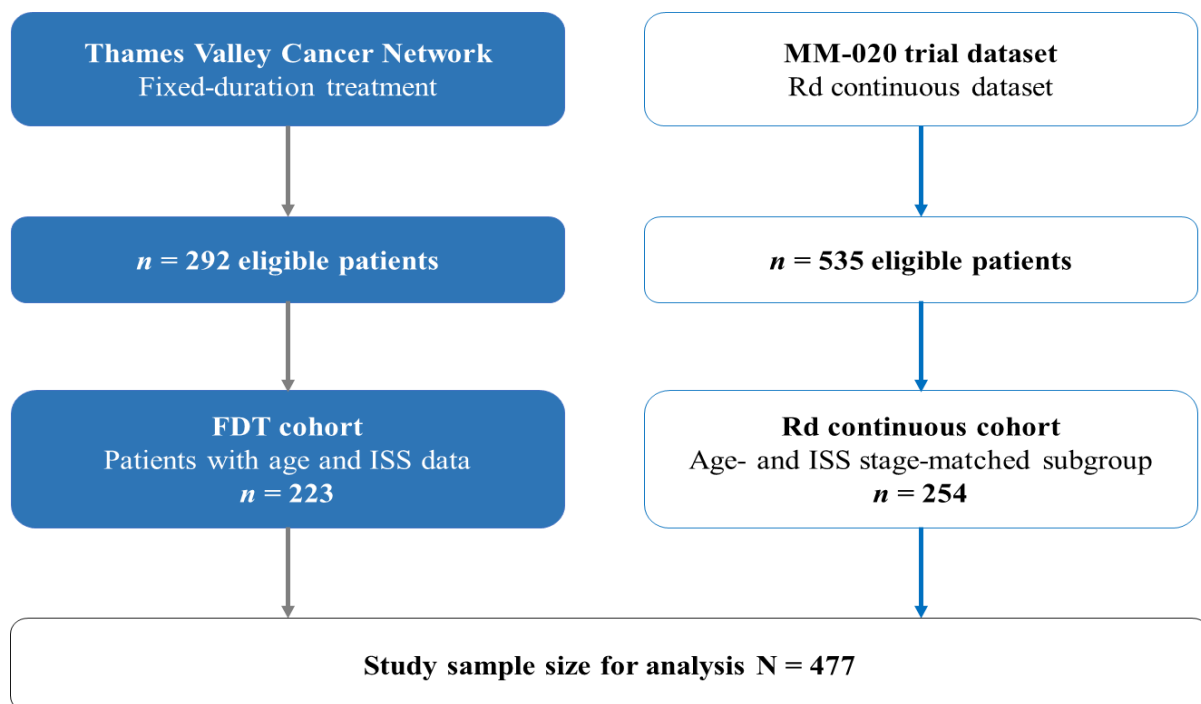 Thames Valley Cancer Network
Fixed-duration treatment
MM-020 trial dataset
Rd continuous dataset
n = 292 eligible patients
n = 535 eligible patients
FDT cohort
Patients with age and ISS data
n = 223
Rd continuous cohort
Age- and ISS stage-matched subgroup
n = 254
Study sample size for analysis N = 477